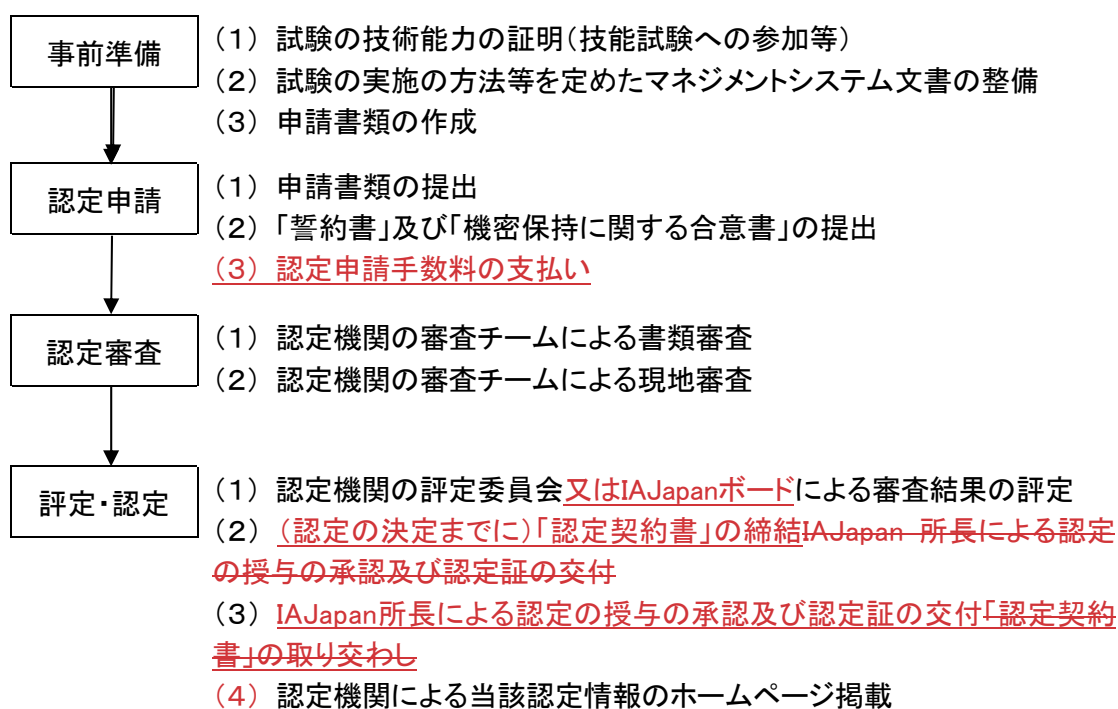 事前準備
(1) 試験の技術能力の証明(技能試験への参加等)
(2) 試験の実施の方法等を定めたマネジメントシステム文書の整備
(3) 申請書類の作成
認定申請
(1) 申請書類の提出
(2) 「誓約書」及び「機密保持に関する合意書」の提出
(3) 認定申請手数料の支払い
認定審査
(1) 認定機関の審査チームによる書類審査
(2) 認定機関の審査チームによる現地審査
評定・認定
(1) 認定機関の評定委員会又はIAJapanボードによる審査結果の評定
(2) (認定の決定までに)「認定契約書」の締結IAJapan 所長による認定
の授与の承認及び認定証の交付
(3) IAJapan所長による認定の授与の承認及び認定証の交付「認定契約
書」の取り交わし
(4) 認定機関による当該認定情報のホームページ掲載